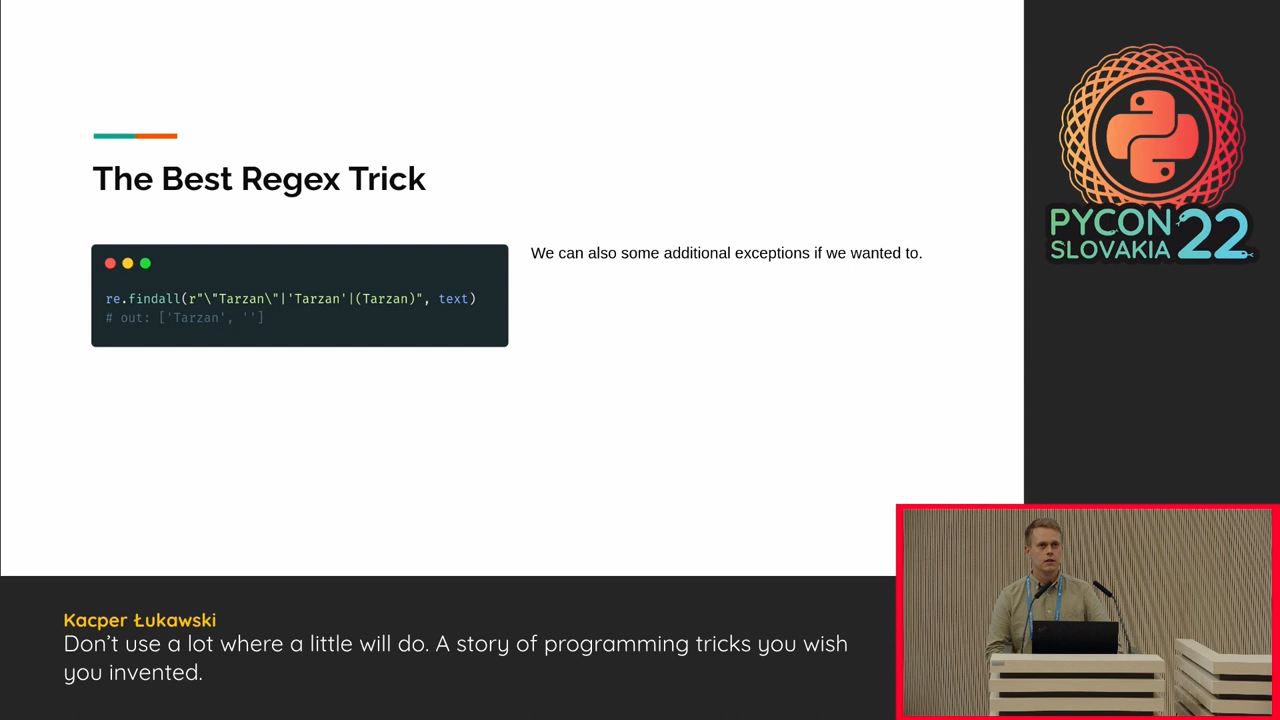 The Best Regex Trick
re.findall(r"\"Tarzan\"|'Tarzan'|(Tarzan)", text)
# out: ['Tarzan', '']
We can also some additional exceptions if we wanted to.
PYCON
SLOVAKIA
22
Kacper Łukawski
Don't use a lot where a little will do. A story of programming tricks you wish
you invented.